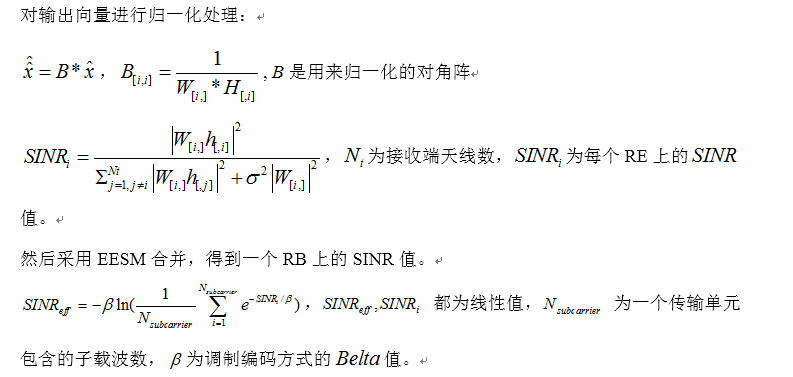 对输出向量进行归一化处理：
$\hat{\hat{x}} = B * \hat{x}$ ，$B_{[i,i]} = \frac{1}{W_{[i,]} * H_{[,i]}}$ , $B$ 是用来归一化的对角阵
$SINR_i = \frac{\left|W_{[i,]} h_{[,i]}\right|^2}{\Sigma_{j=1,j\neq i}^{Nt} \left|W_{[i,]} h_{[,j]}\right|^2 + \sigma^2 \left|W_{[i,]}\right|^2}$ ，$N_t$ 为接收端天线数，$SINR_i$ 为每个 RE 上的 $SINR$
值。
然后采用 EESM 合并，得到一个 RB 上的 SINR 值。
$SINR_{eff} = -\beta \ln(\frac{1}{N_{subcarrier}} \sum_{i=1}^{N_{subcarrier}} e^{-SINR_i/\beta})$ ，$SINR_{eff}, SINR_i$ 都为线性值，$N_{subcarrier}$ 为一个传输单元
包含的子载波数，$\beta$ 为调制编码方式的 $Belta$ 值。